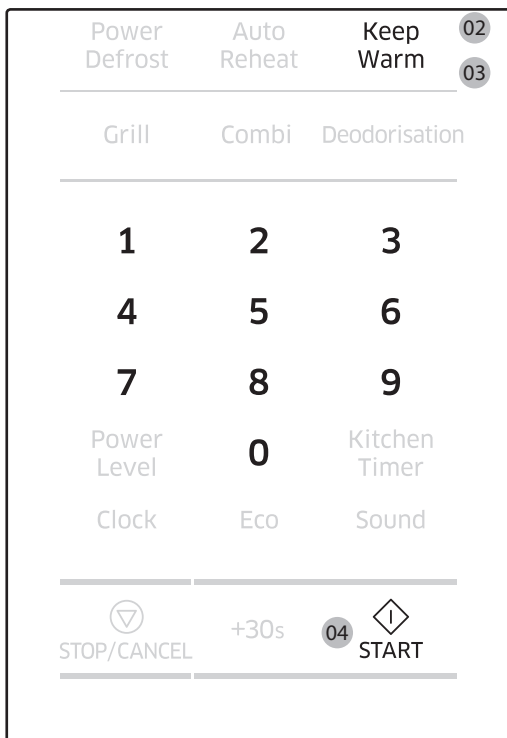 Power Auto Keep 02
Defrost Reheat Warm 03
Grill Combi Deodorisation
1 2 3
4 5 6
7 8 9
Power Kitchen
Level 0 Timer
Clock Eco Sound
STOP/CANCEL +30s 04 START